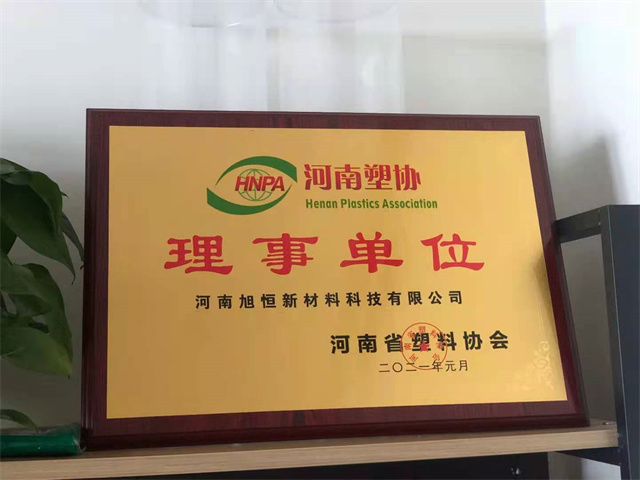 HNPA 河南塑协
Henan Plastics Association
理事单位
河南旭恒新材料科技有限公司
河南省塑料协会
二〇二一年元月